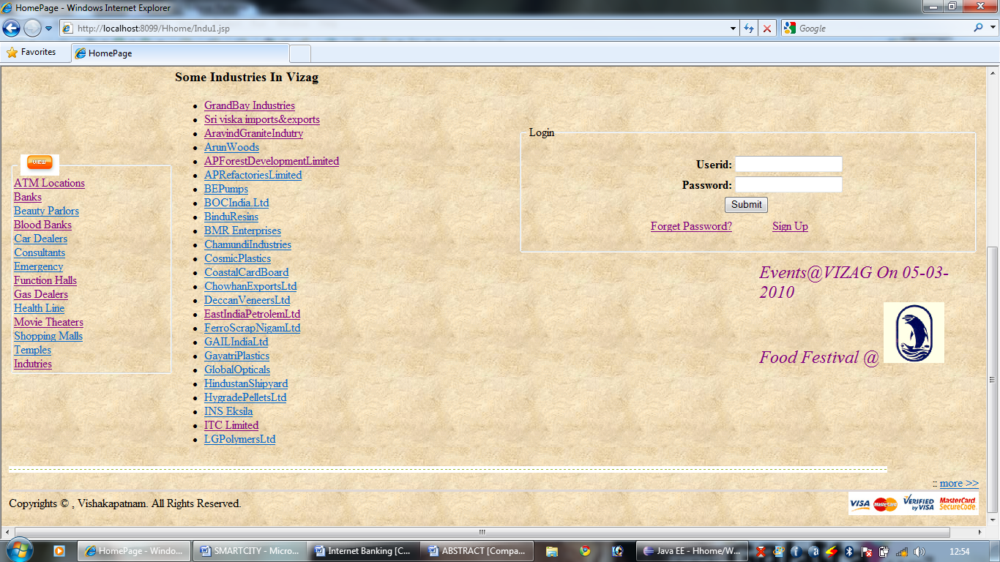 HomePage - Windows Internet Explorer
http://localhost:8099/Hhome/Indu1.jsp
Google
Favorites
HomePage
Some Industries In Vizag
GrandBay Industries
Sri viska imports&exports
AravindGraniteIndutry
ArunWoods
APForestDevelopmentLimited
APRefactoriesLimited
BEPumps
BOCIndia.Ltd
BinduResins
BMR Enterprises
ChamundiIndustries
CosmicPlastics
CoastalCardBoard
ChowhanExportsLtd
DeccanVeneersLtd
EastIndiaPetrolemLtd
FerroScrapNigamLtd
GAILIndiaLtd
GayatriPlastics
GlobalOpticals
HindustanShipyard
HygradePelletsLtd
INS Eksila
ITC Limited
LGPolymersLtd
VIEW
ATM Locations
Banks
Beauty Parlors
Blood Banks
Car Dealers
Consultants
Emergency
Function Halls
Gas Dealers
Health Line
Movie Theaters
Shopping Malls
Temples
Indutries
Login
Userid:
Password:
Submit
Forget Password? Sign Up
Events@VIZAG On 05-03-
2010
Food Festival @
:: more >>
Copyrights © , Vishakapatnam. All Rights Reserved.
VISA MasterCard VERIFIED by VISA MasterCard SecureCode.
HomePage - Windo...
SMARTCITY - Micro...
Internet Banking [C...
ABSTRACT [Compa...
Java EE - Hhome/W...
12:54